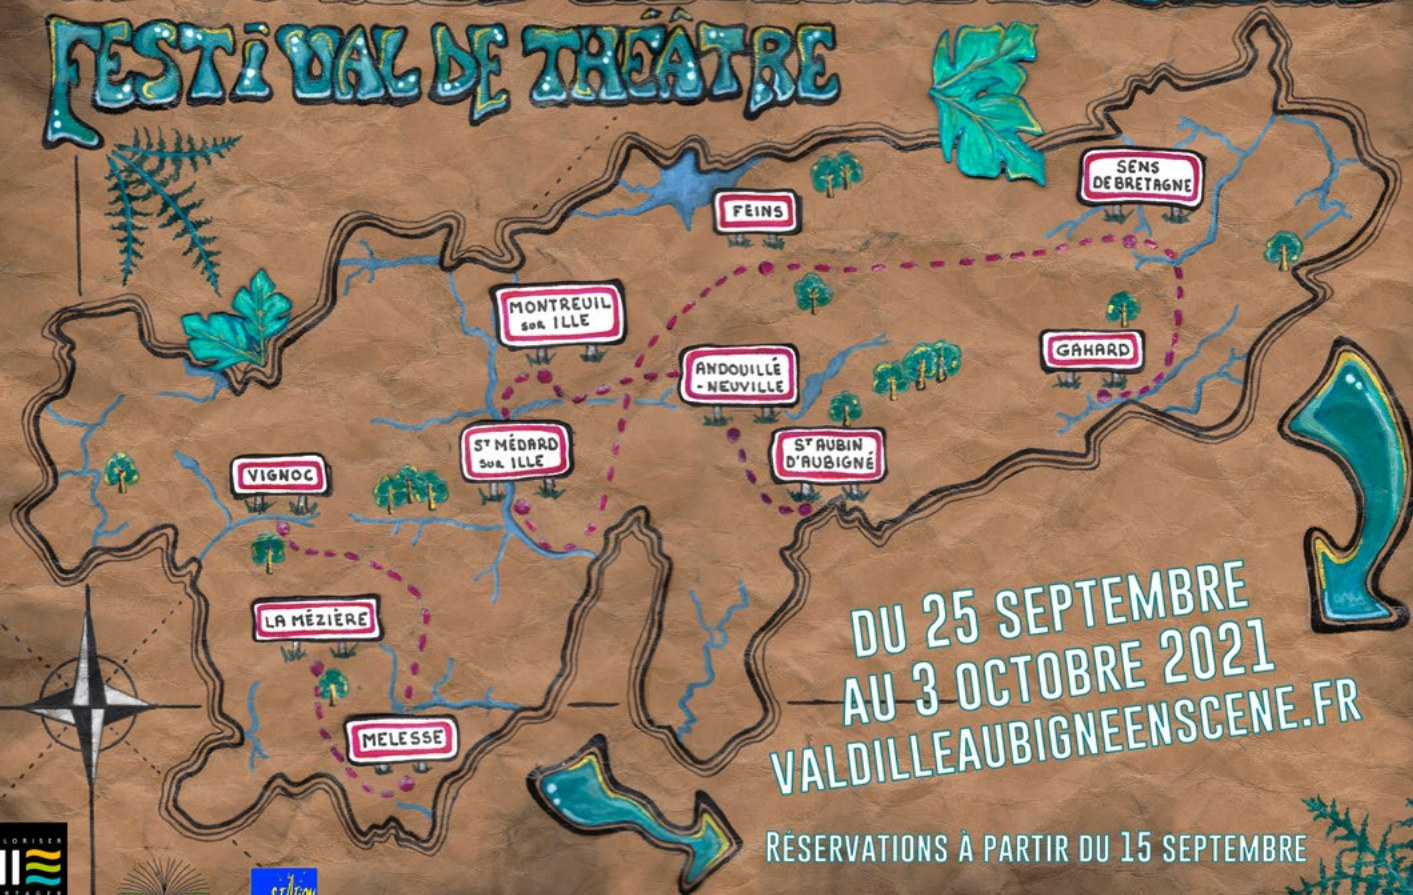 FESTIVAL DE THÉÂTRE
SENS
DE BRETAGNE
FEINS
MONTREUIL
sur ILLE
GAHARD
ANDOUILLÉ
- NEUVILLE
ST MÉDARD
sur ILLE
ST AUBIN
D'AUBIGNÉ
VIGNOC
LA MÉZIÈRE
MELESSE
DU 25 SEPTEMBRE
AU 3 OCTOBRE 2021
VALDILLEAUBIGNEENSCENE.FR
RÉSERVATIONS À PARTIR DU 15 SEPTEMBRE
STATION